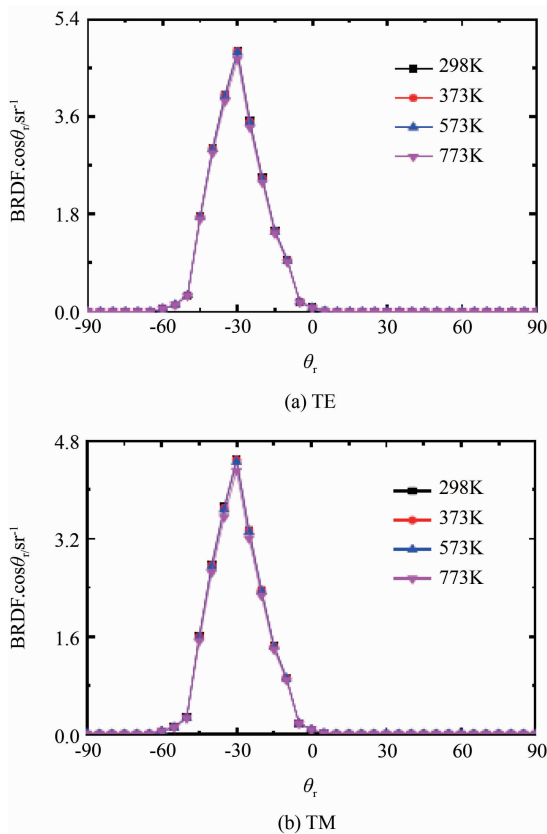 5.4
3.6
1.8
0.0
BRDF.cosθr/sr-1
298K
373K
573K
773K
-90 -60 -30 0 30 60 90
θr
(a) TE
4.8
3.2
1.6
0.0
BRDF.cosθr/sr-1
298K
373K
573K
773K
-90 -60 -30 0 30 60 90
θr
(b) TM